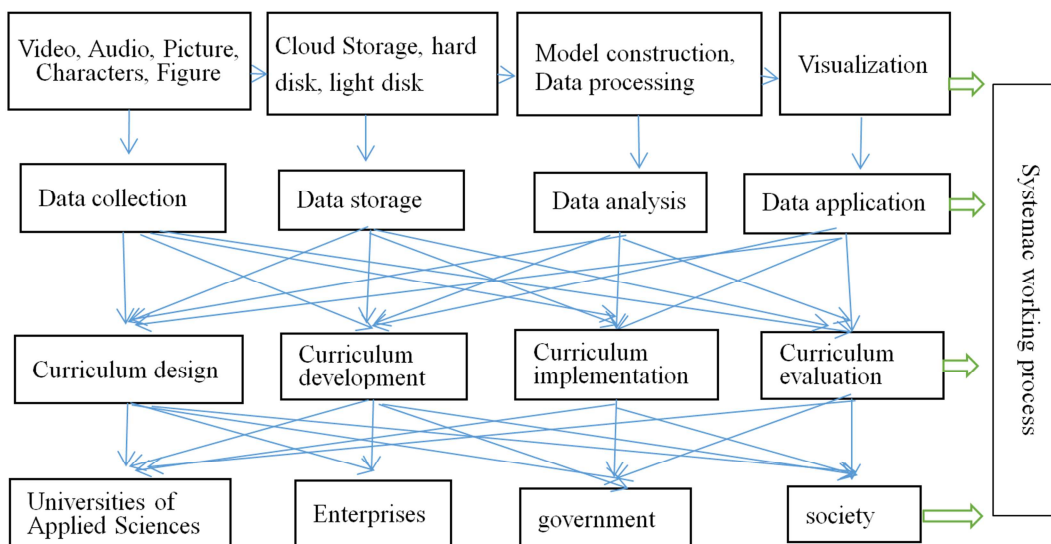 Video, Audio, Picture,
Characters, Figure
Cloud Storage, hard
disk, light disk
Model construction,
Data processing
Visualization
Data collection
Data storage
Data analysis
Data application
Curriculum design
Curriculum
development
Curriculum
implementation
Curriculum
evaluation
Universities of
Applied Sciences
Enterprises
government
society
Systemac working process